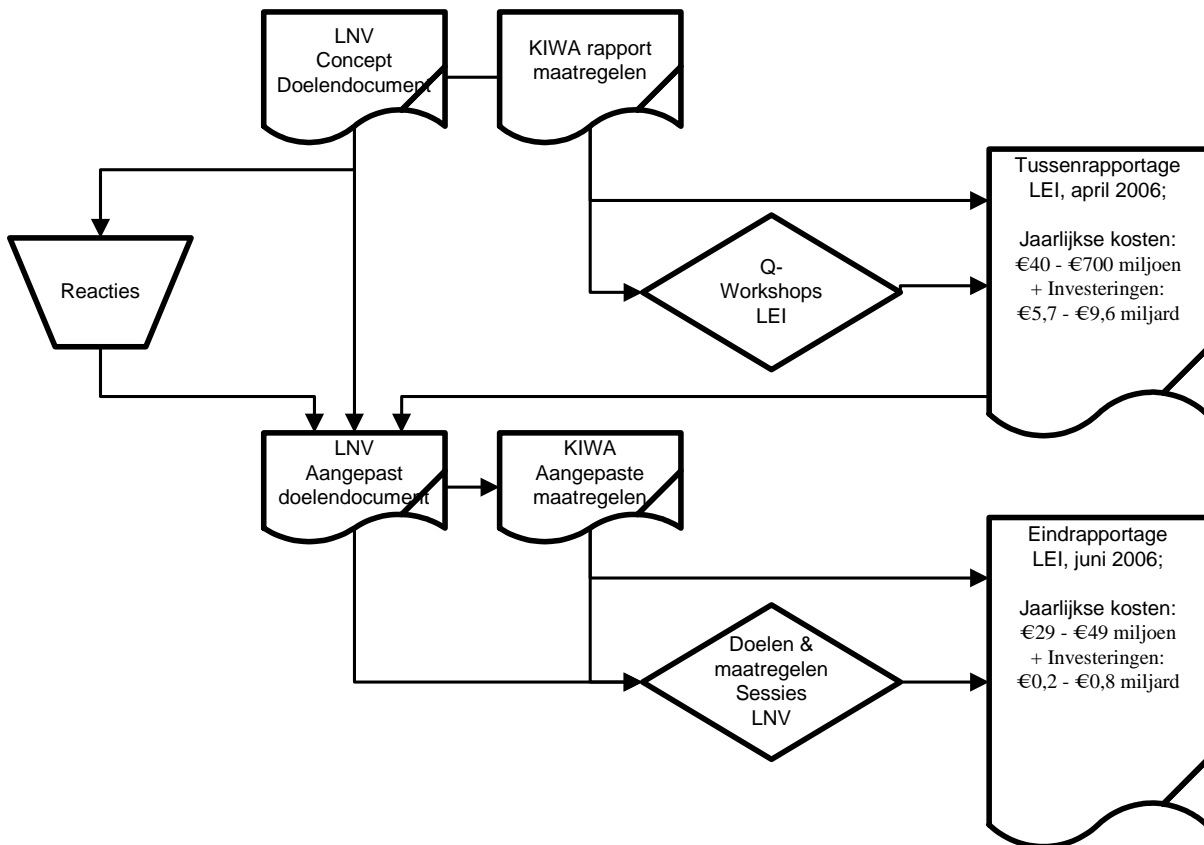 LNV
Concept
Doelendocument
KIWA rapport
maatregelen
Tussenrapportage
LEI, april 2006;
Jaarlijkse kosten:
€40 - €700 miljoen
+ Investeringen:
€5,7 - €9,6 miljard
Reacties
Q-
Workshops
LEI
LNV
Aangepast
doelendocument
KIWA
Aangepaste
maatregelen
Eindrapportage
LEI, juni 2006;
Jaarlijkse kosten:
€29 - €49 miljoen
+ Investeringen:
€0,2 - €0,8 miljard
Doelen &
maatregelen
Sessies
LNV